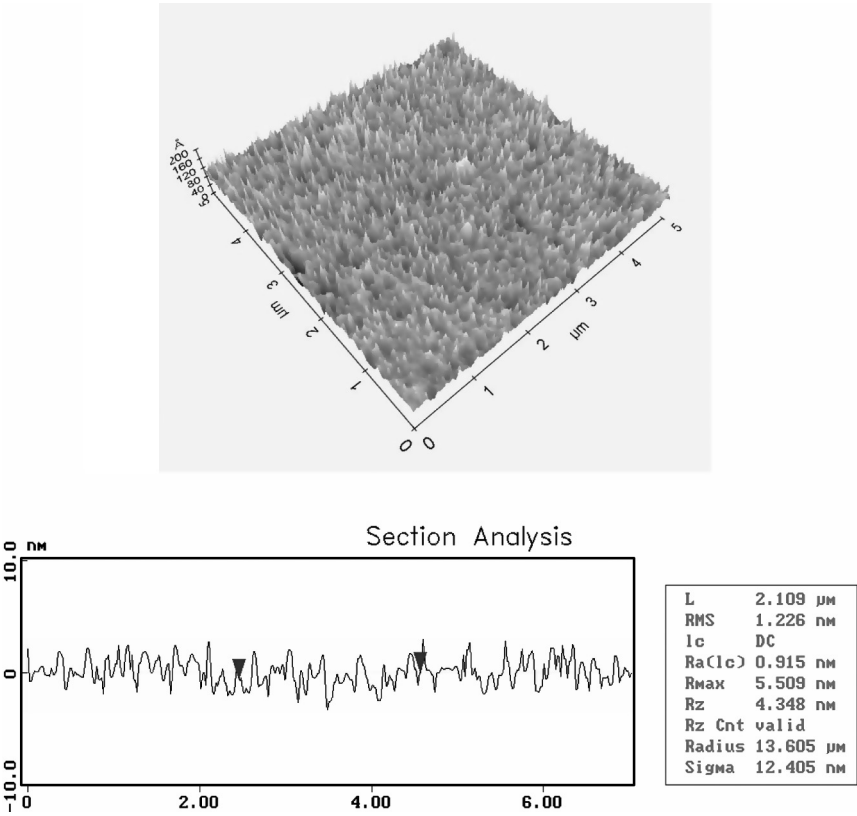 Å
200
160
120
80
40
0
5
4
3
µm
2
1
0
0
1
2
µm
3
4
5
Section Analysis
10.0 nM
0
-10.0
0 2.00 4.00 6.00
L 2.109 µM
RMS 1.226 nM
lc DC
Ra(lc) 0.915 nM
Rmax 5.509 nM
Rz 4.348 nM
Rz Cnt valid
Radius 13.605 µM
Sigma 12.405 nM